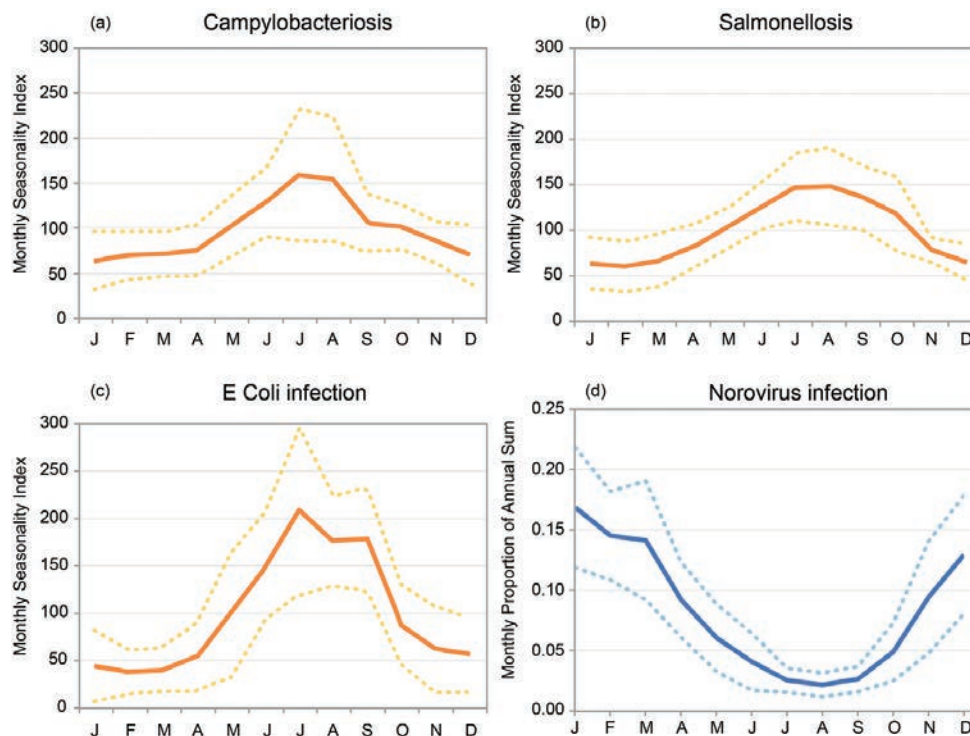 (a) Campylobacteriosis
Monthly Seasonality Index
300
250
200
150
100
50
0
J F M A M J J A S O N D
(b) Salmonellosis
Monthly Seasonality Index
300
250
200
150
100
50
0
J F M A M J J A S O N D
(c) E Coli infection
Monthly Seasonality Index
300
250
200
150
100
50
0
J F M A M J J A S O N D
(d) Norovirus infection
Monthly Proportion of Annual Sum
0.25
0.20
0.15
0.10
0.05
0.00
J F M A M J J A S O N D